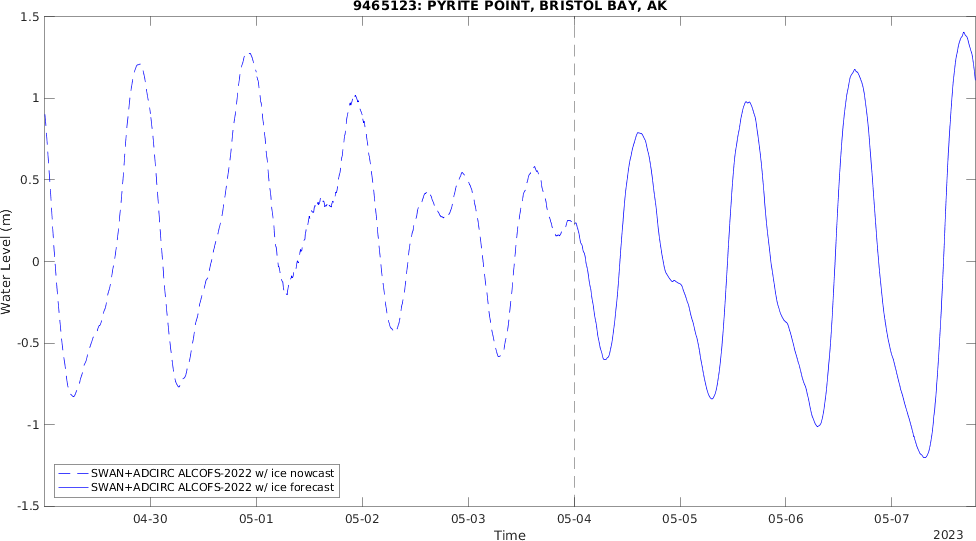 9465123: PYRITE POINT, BRISTOL BAY, AK
1.5
1
0.5
0
-0.5
-1
-1.5
Water Level (m)
SWAN+ADCIRC ALCOFS-2022 w/ ice nowcast
SWAN+ADCIRC ALCOFS-2022 w/ ice forecast
04-30 05-01 05-02 05-03 05-04 05-05 05-06 05-07
Time
2023